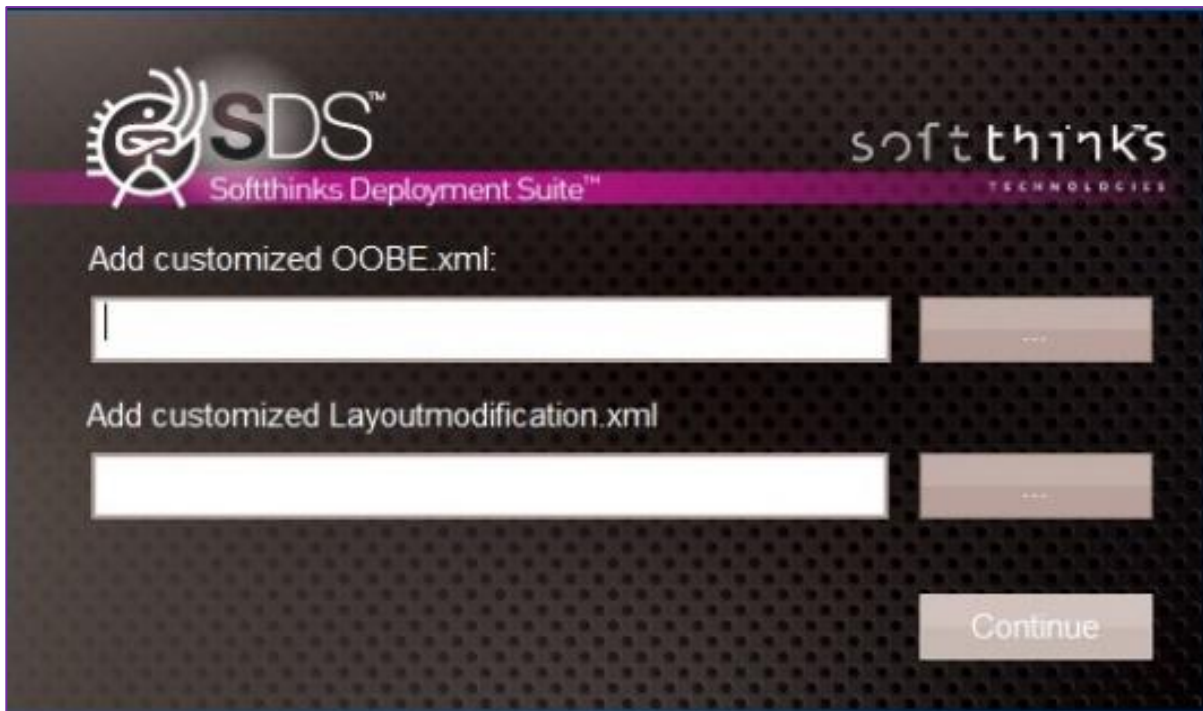 SDS™
softthinks
TECHNOLOGIES
Softthinks Deployment Suite™
Add customized OOBE.xml:
...
Add customized Layoutmodification.xml
...
Continue